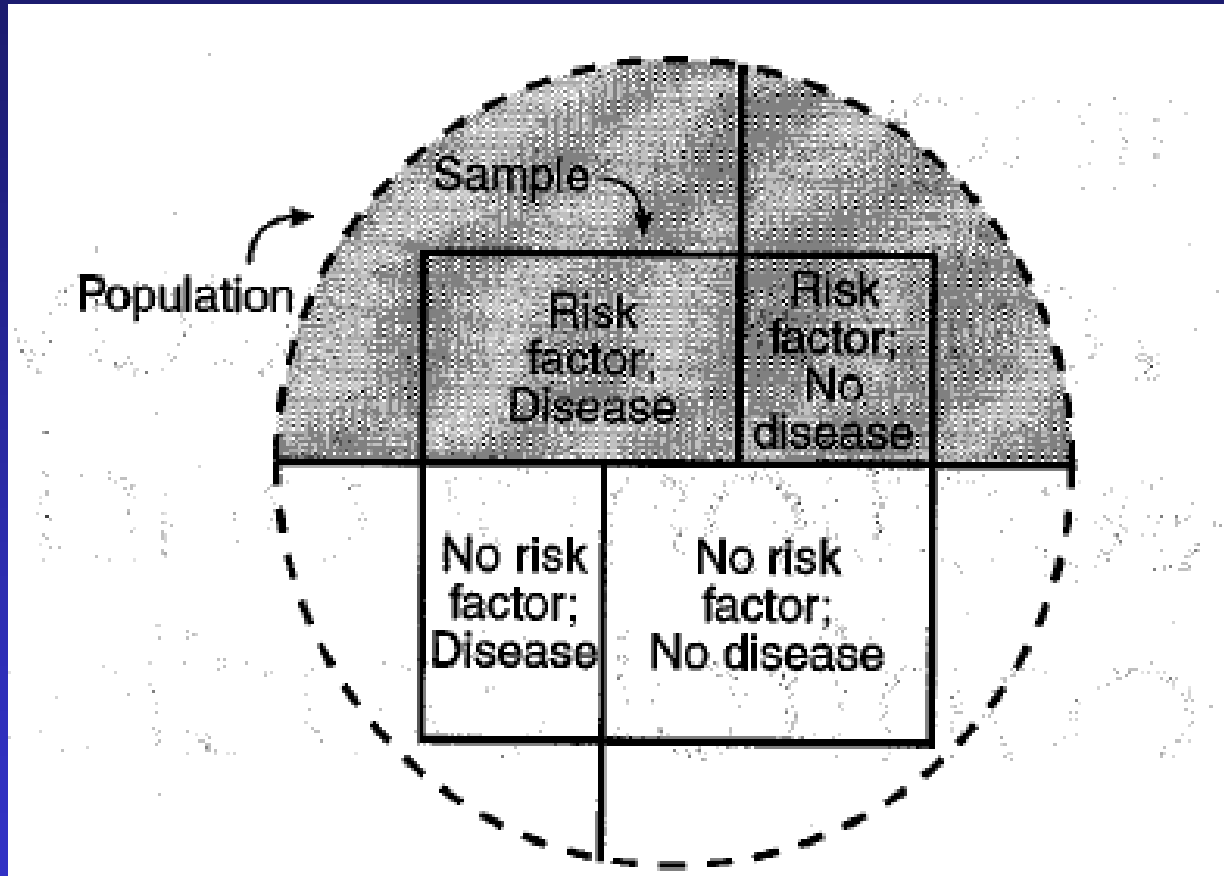 Sample
Population
Risk
factor;
Disease
Risk
factor;
No
disease
No risk
factor;
Disease
No risk
factor;
No disease